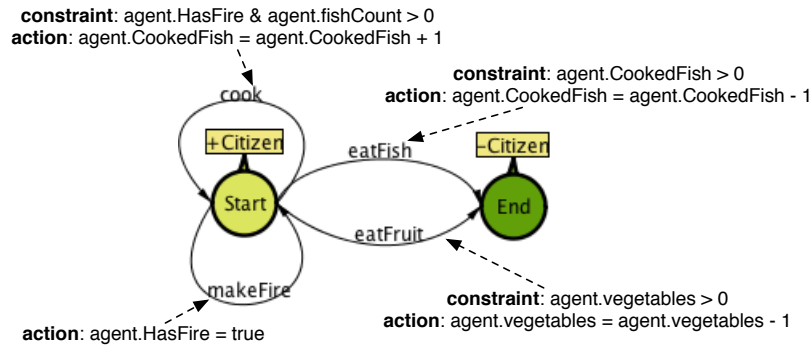 constraint: agent.HasFire & agent.fishCount > 0
action: agent.CookedFish = agent.CookedFish + 1
constraint: agent.CookedFish > 0
action: agent.CookedFish = agent.CookedFish - 1
cook
+Citizen
eatFish
−Citizen
Start
End
eatFruit
makeFire
constraint: agent.vegetables > 0
action: agent.vegetables = agent.vegetables - 1
action: agent.HasFire = true